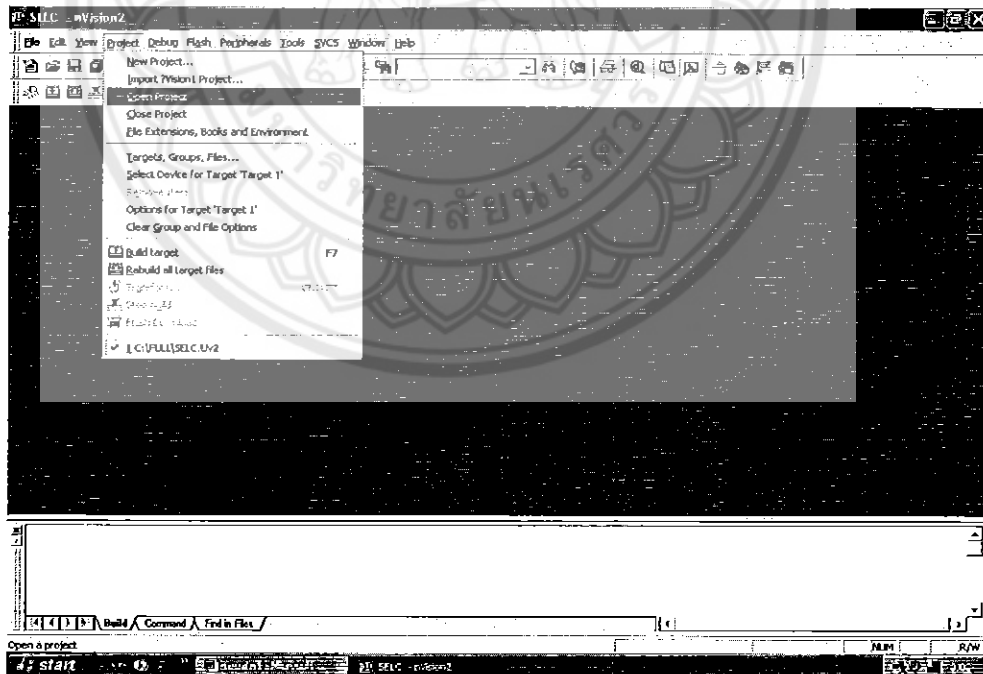 SELC - mVision2
File Edit View Project Debug Flash Peripherals Tools SVCS Window Help
New Project...
Import ?Vision1 Project...
Open Project
Close Project
File Extensions, Books and Environment
Targets, Groups, Files...
Select Device for Target 'Target 1'
Options for Target 'Target 1'
Clear Group and File Options
Build target F7
Rebuild all target files
1 C:\FULL\SELC.Uv2
Build Command Find in Files
Open a project
NUM R/W
start
SELC - mVision2